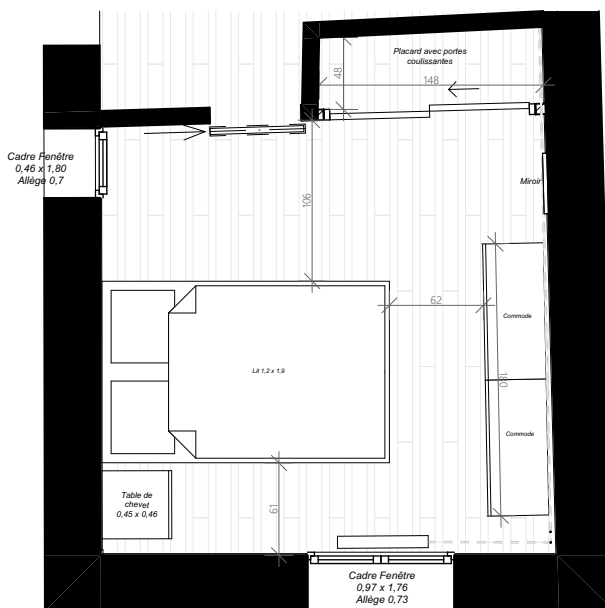 Placard avec portes
coulissantes
48
148
Cadre Fenêtre
0,46 x 1,80
Allège 0,7
Miroir
106
62
Commode
Lit 1,2 x 1,9
180
Commode
Table de
chevet
0,45 x 0,46
61
Cadre Fenêtre
0,97 x 1,76
Allège 0,73